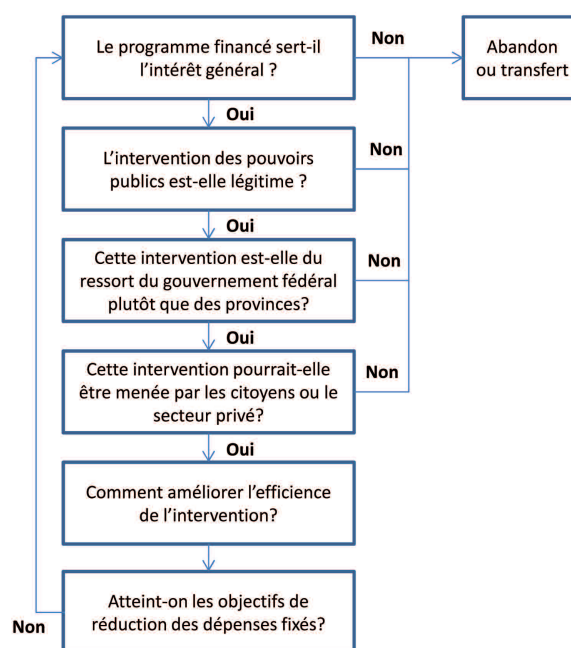 Le programme financé sert-il
l'intérêt général ?
Non
Abandon
ou transfert
Oui
L'intervention des pouvoirs
publics est-elle légitime ?
Non
Oui
Cette intervention est-elle du
ressort du gouvernement fédéral
plutôt que des provinces?
Non
Oui
Cette intervention pourrait-elle
être menée par les citoyens ou le
secteur privé?
Non
Oui
Comment améliorer l'efficience
de l'intervention?
Atteint-on les objectifs de
réduction des dépenses fixés?
Non